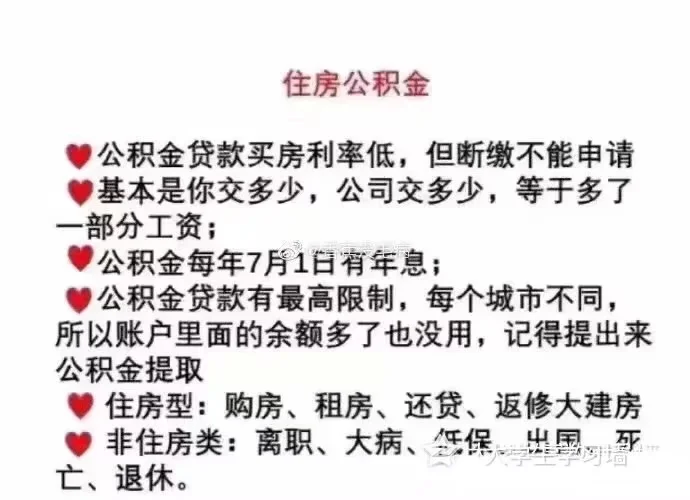 住房公积金
公积金贷款买房利率低，但断缴不能申请
基本是你交多少，公司交多少，等于多了
一部分工资；
公积金每年7月1日有年息；
公积金贷款有最高限制，每个城市不同，
所以账户里面的余额多了也没用，记得提出来
公积金提取
住房型：购房、租房、还贷、返修大建房
非住房类：离职、大病、低保、出国、死
亡、退休。
大学生学习墙